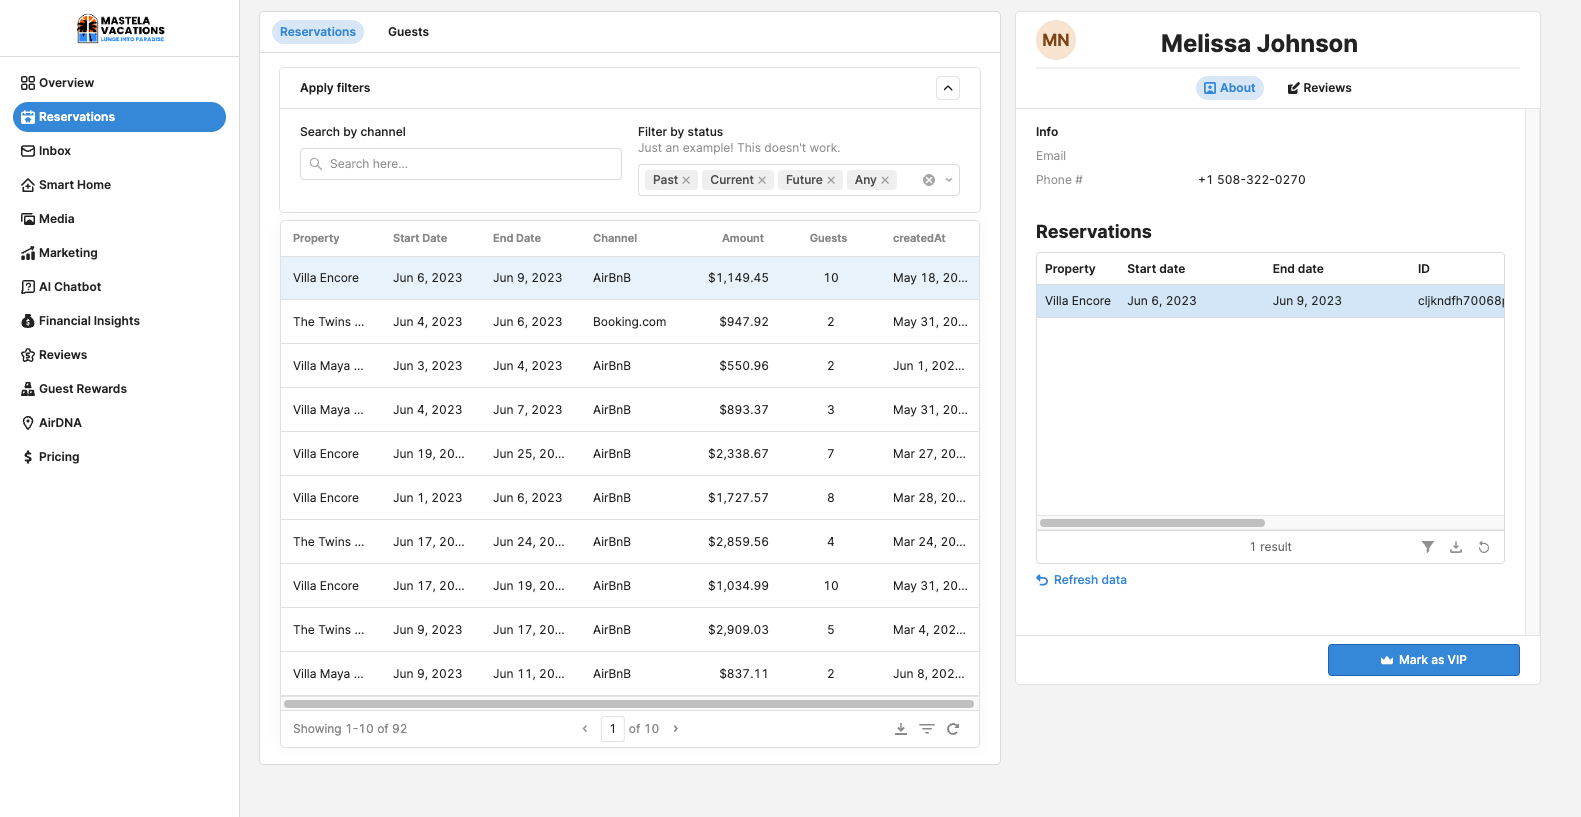 MASTELA
VACATIONS
LUNGE INTO PARADISE
Overview
Reservations
Inbox
Smart Home
Media
Marketing
AI Chatbot
Financial Insights
Reviews
Guest Rewards
AirDNA
Pricing
Reservations Guests
Apply filters
Search by channel
Search here...
Filter by status
Just an example! This doesn't work.
Past Current Future Any
Property Start Date End Date Channel Amount Guests createdAt
Villa Encore Jun 6, 2023 Jun 9, 2023 AirBnB $1,149.45 10 May 18, 20...
The Twins ... Jun 4, 2023 Jun 6, 2023 Booking.com $947.92 2 May 31, 20...
Villa Maya ... Jun 3, 2023 Jun 4, 2023 AirBnB $550.96 2 Jun 1, 202...
Villa Maya ... Jun 4, 2023 Jun 7, 2023 AirBnB $893.37 3 May 31, 20...
Villa Encore Jun 19, 20... Jun 25, 20... AirBnB $2,338.67 7 Mar 27, 20...
Villa Encore Jun 1, 2023 Jun 6, 2023 AirBnB $1,727.57 8 Mar 28, 20...
The Twins ... Jun 17, 20... Jun 24, 20... AirBnB $2,859.56 4 Mar 24, 20...
Villa Encore Jun 17, 20... Jun 19, 20... AirBnB $1,034.99 10 May 31, 20...
The Twins ... Jun 9, 2023 Jun 17, 20... AirBnB $2,909.03 5 Mar 4, 202...
Villa Maya ... Jun 9, 2023 Jun 11, 20... AirBnB $837.11 2 Jun 8, 202...
Showing 1-10 of 92 1 of 10
MN
Melissa Johnson
About Reviews
Info
Email
Phone # +1 508-322-0270
Reservations
Property Start date End date ID
Villa Encore Jun 6, 2023 Jun 9, 2023 cljkndfh70068p
1 result
Refresh data
Mark as VIP